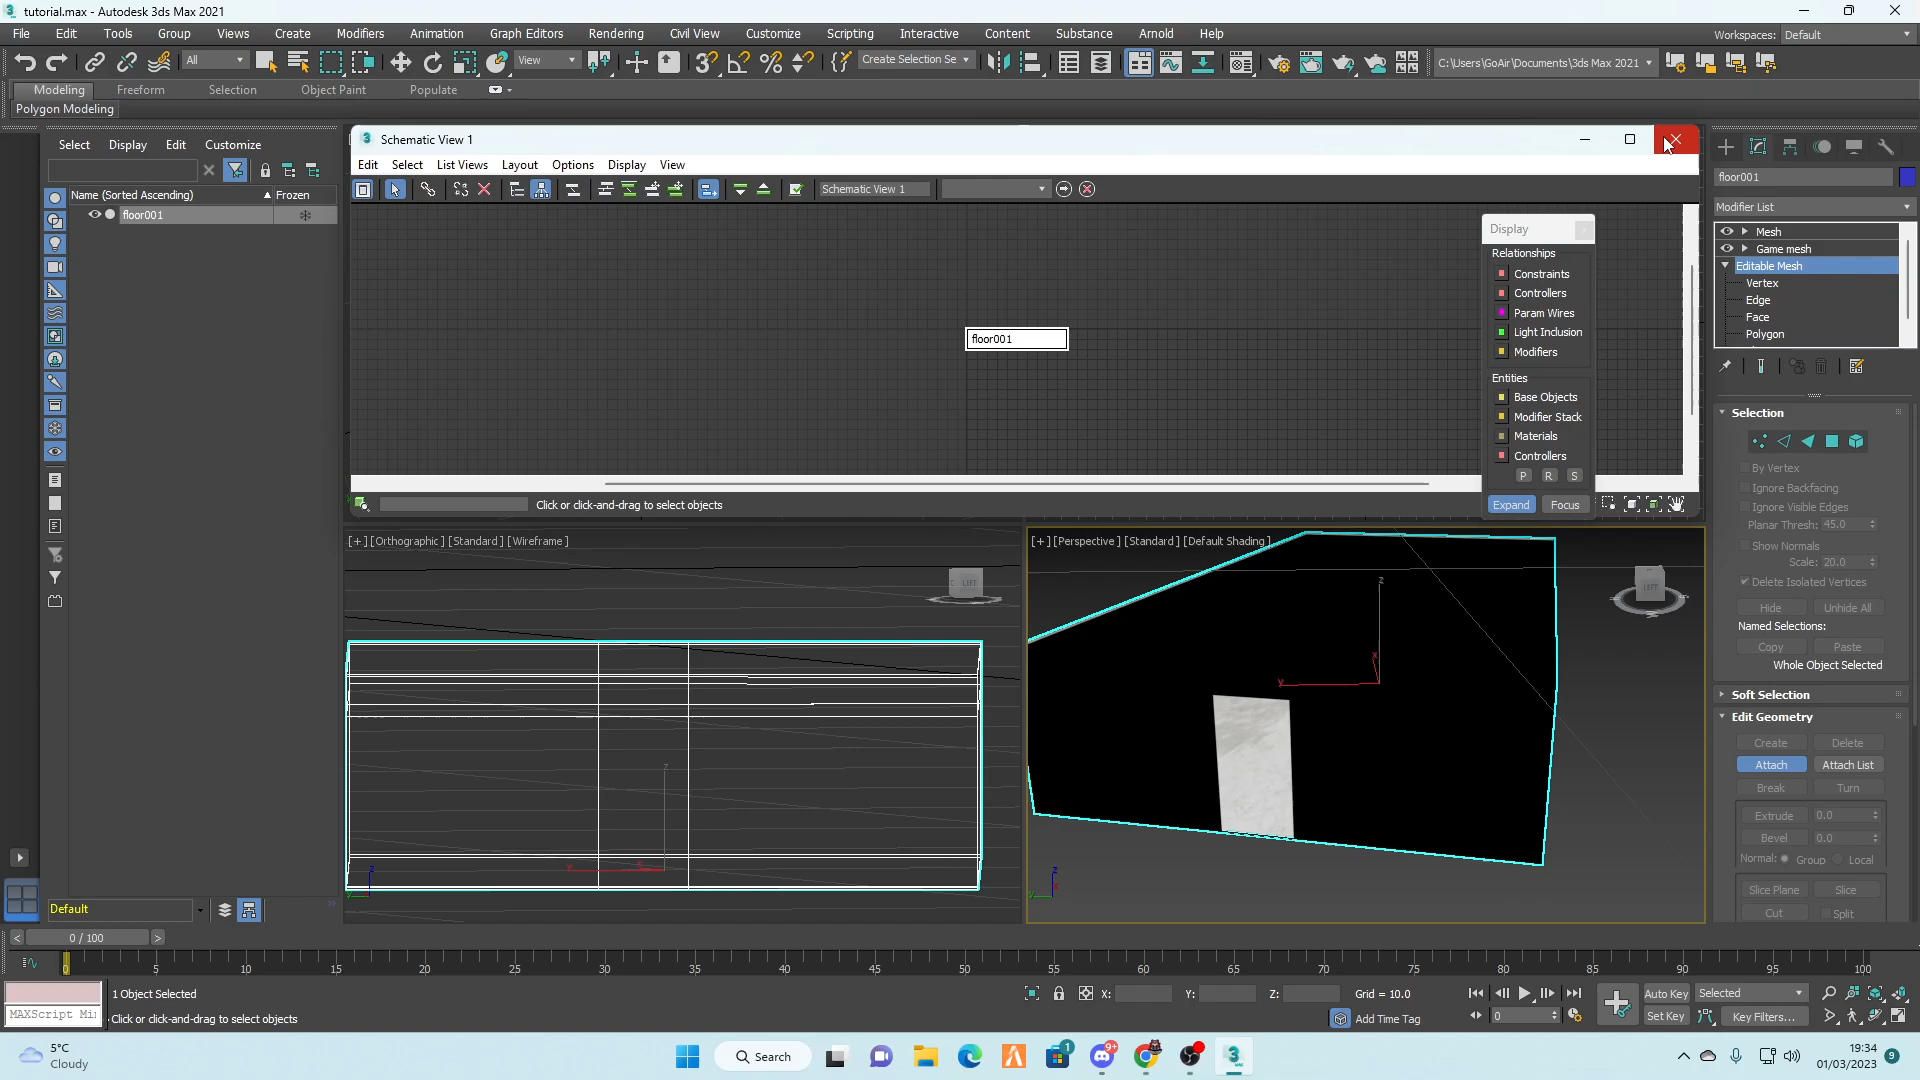 tutorial.max - Autodesk 3ds Max 2021
File Edit Tools Group Views Create Modifiers Animation Graph Editors Rendering Civil View Customize Scripting Interactive Content Substance Arnold Help
Workspaces: Default
All View Create Selection Se C:\Users\GoAir\Documents\3ds Max 2021
Modeling Freeform Selection Object Paint Populate
Polygon Modeling
Select Display Edit Customize
Name (Sorted Ascending) Frozen
floor001
Default
Schematic View 1
Edit Select List Views Layout Options Display View
Schematic View 1
floor001
Display
Relationships
Constraints
Controllers
Param Wires
Light Inclusion
Modifiers
Entities
Base Objects
Modifier Stack
Materials
Controllers
P R S
Expand Focus
Click or click-and-drag to select objects
[+] [Orthographic ] [Standard ] [Wireframe ]
LEFT
z
y
z
[+] [Perspective ] [Standard ] [Default Shading ]
LEFT
z
x
y
z
floor001
Modifier List
Mesh
Game mesh
Editable Mesh
Vertex
Edge
Face
Polygon
Selection
By Vertex
Ignore Backfacing
Ignore Visible Edges
Planar Thresh: 45.0
Show Normals
Scale: 20.0
Delete Isolated Vertices
Hide Unhide All
Named Selections:
Copy Paste
Whole Object Selected
Soft Selection
Edit Geometry
Create Delete
Attach Attach List
Break Turn
Extrude 0.0
Bevel 0.0
Normal: Group Local
Slice Plane Slice
Cut Split
< 0 / 100 >
0 5 10 15 20 25 30 35 40 45 50 55 60 65 70 75 80 85 90 95 100
1 Object Selected
MAXScript Mi
Click or click-and-drag to select objects
X: Y: Z: Grid = 10.0
Add Time Tag
0
Auto Key Selected
Set Key Key Filters...
5°C
Cloudy
Search
1
9+
19:34
01/03/2023
9